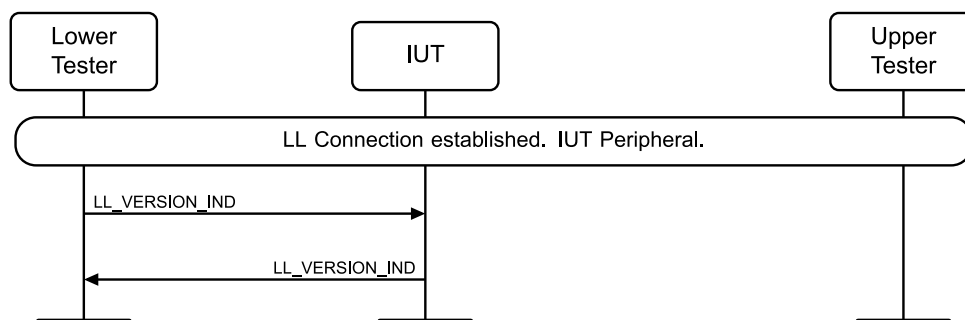 Lower
Tester
IUT
Upper
Tester
LL Connection established. IUT Peripheral.
LL_VERSION_IND
LL_VERSION_IND